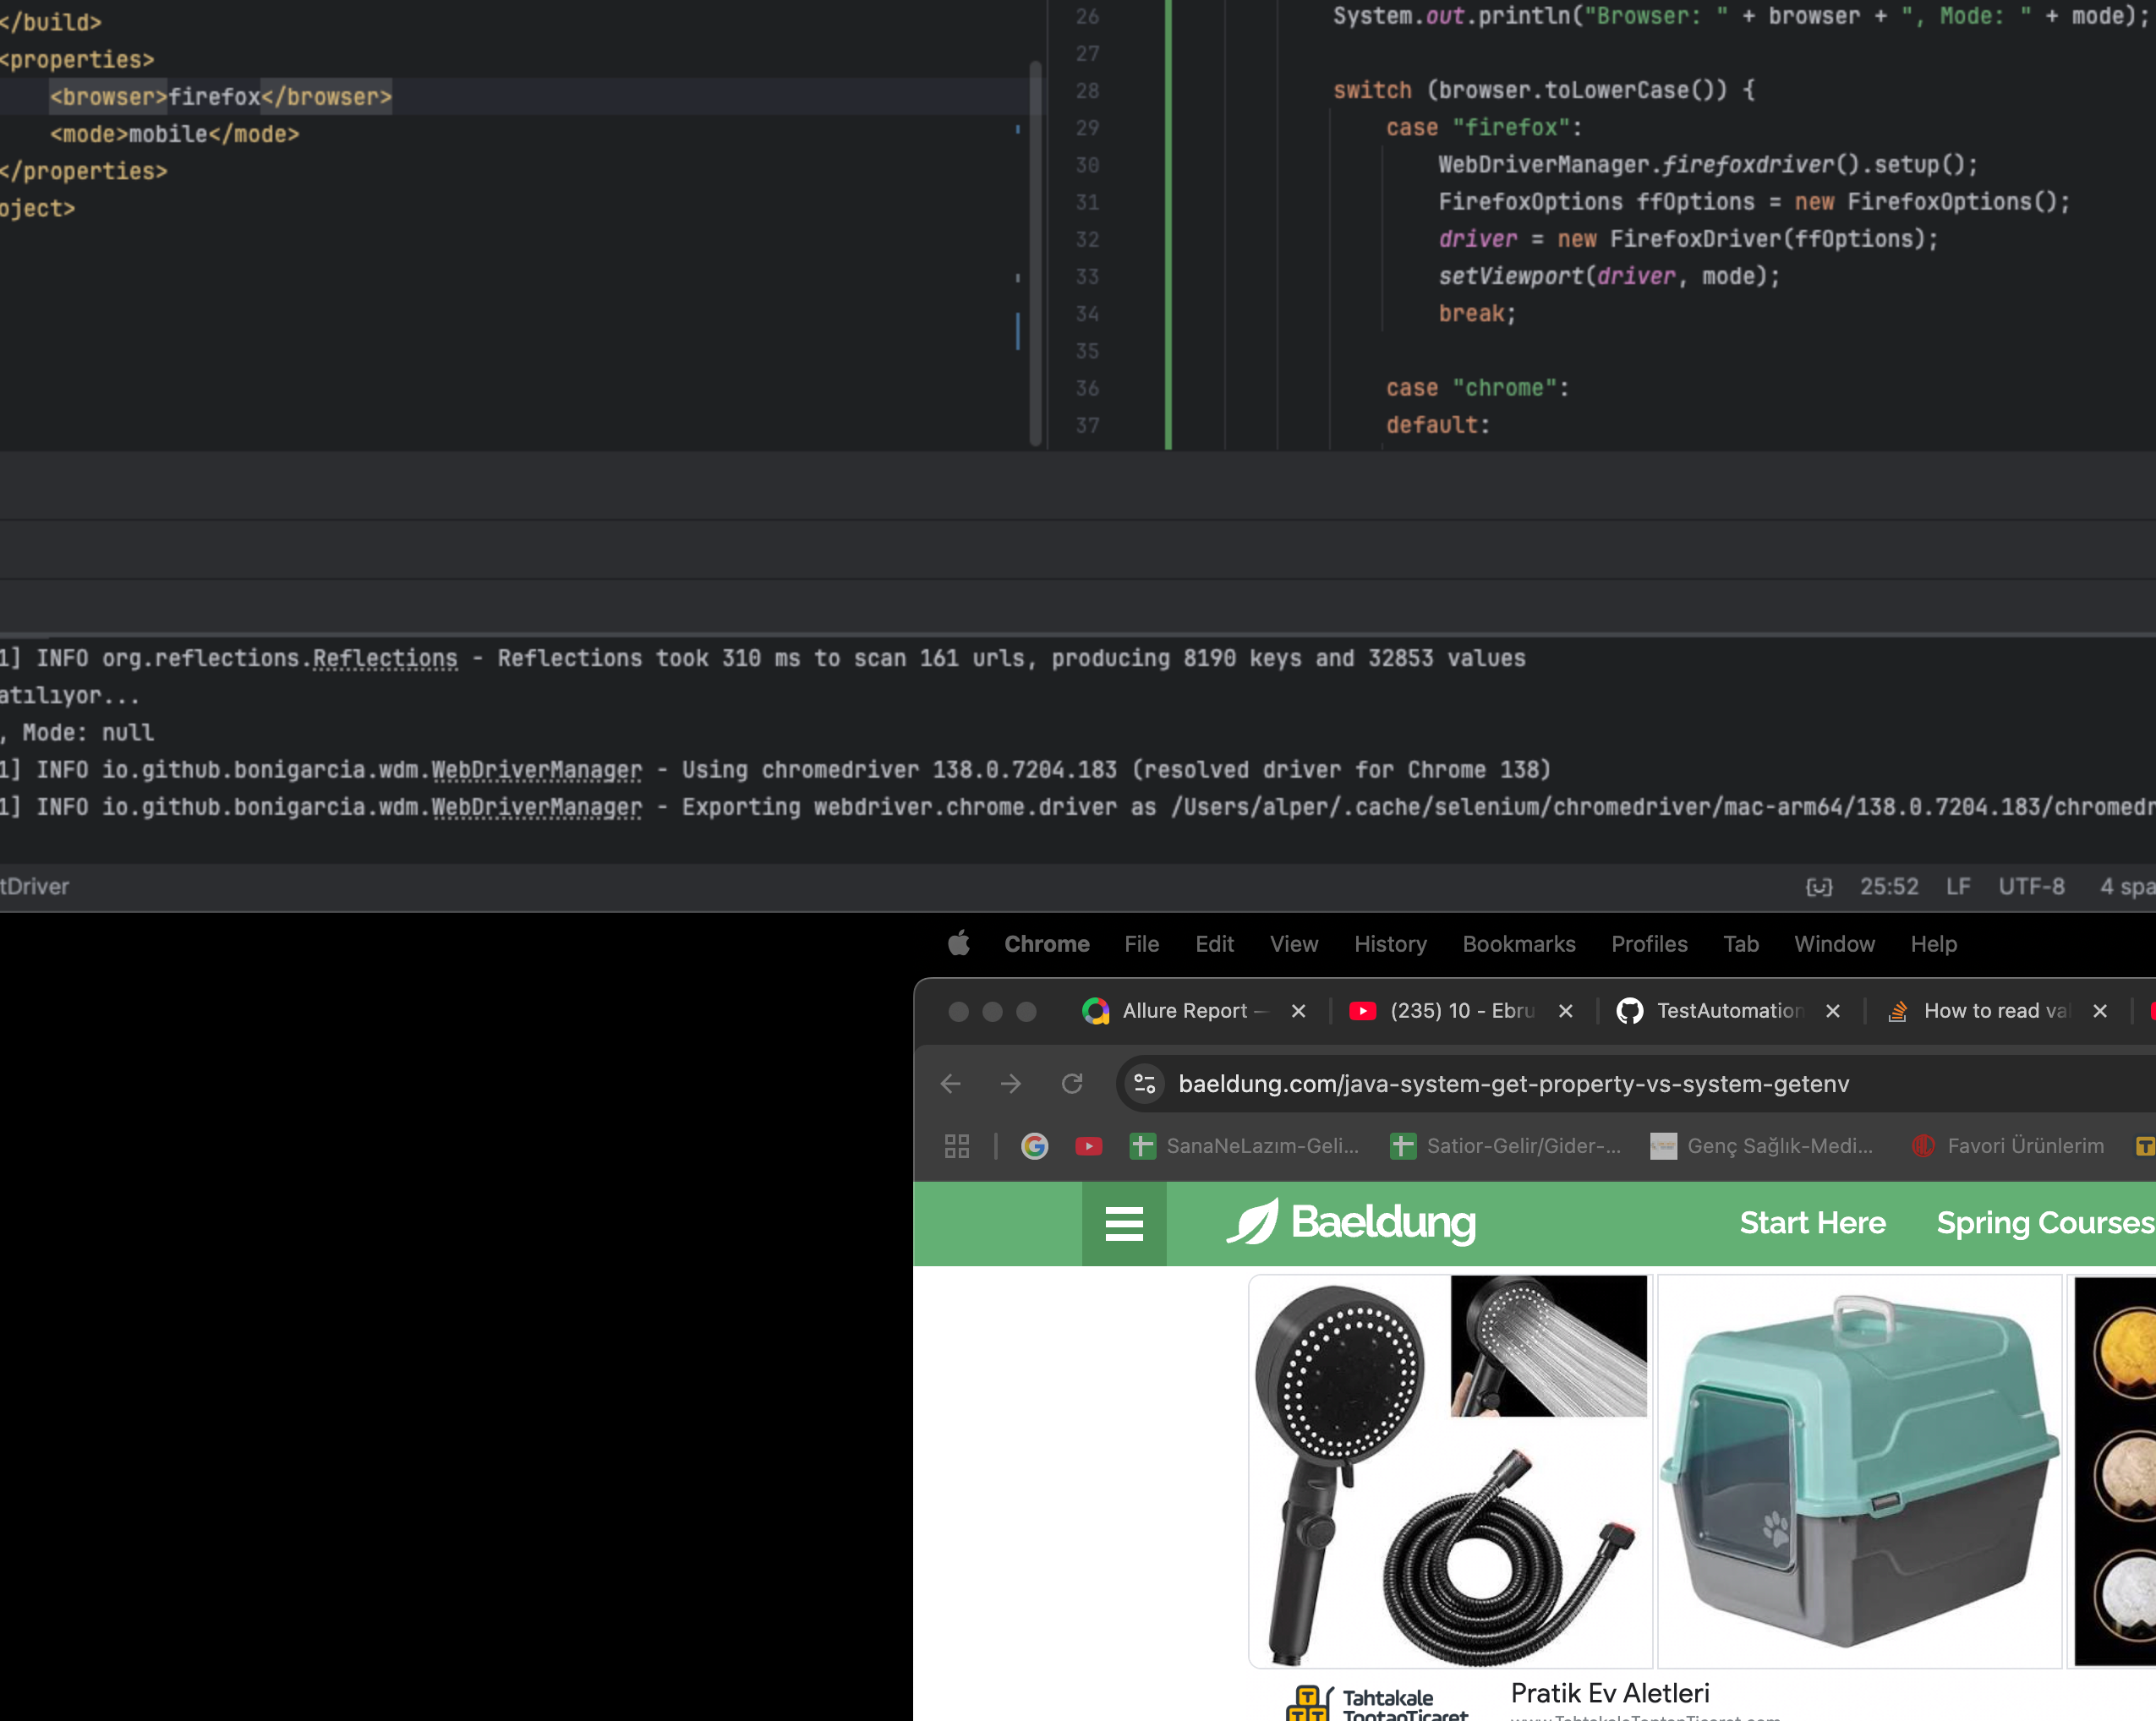 </build>
<properties>
<browser>firefox</browser>
<mode>mobile</mode>
</properties>
oject>
26 System.out.println("Browser: " + browser + ", Mode: " + mode);
27
28 switch (browser.toLowerCase()) {
29 case "firefox":
30 WebDriverManager.firefoxdriver().setup();
31 FirefoxOptions ffOptions = new FirefoxOptions();
32 driver = new FirefoxDriver(ffOptions);
33 setViewport(driver, mode);
34 break;
35
36 case "chrome":
37 default:
1] INFO org.reflections.Reflections - Reflections took 310 ms to scan 161 urls, producing 8190 keys and 32853 values
atılıyor...
, Mode: null
1] INFO io.github.bonigarcia.wdm.WebDriverManager - Using chromedriver 138.0.7204.183 (resolved driver for Chrome 138)
1] INFO io.github.bonigarcia.wdm.WebDriverManager - Exporting webdriver.chrome.driver as /Users/alper/.cache/selenium/chromedriver/mac-arm64/138.0.7204.183/chromedr
tDriver 25:52 LF UTF-8 4 spa
Chrome File Edit View History Bookmarks Profiles Tab Window Help
Allure Report — (235) 10 - Ebru TestAutomation How to read val
baeldung.com/java-system-get-property-vs-system-getenv
SanaNeLazım-Geli... Satior-Gelir/Gider-... Genç Sağlık-Medi... Favori Ürünlerim
Baeldung Start Here Spring Courses
Tahtakale Pratik Ev Aletleri
ToptanTicaret
www.TahtakaleToptanTicaret.com